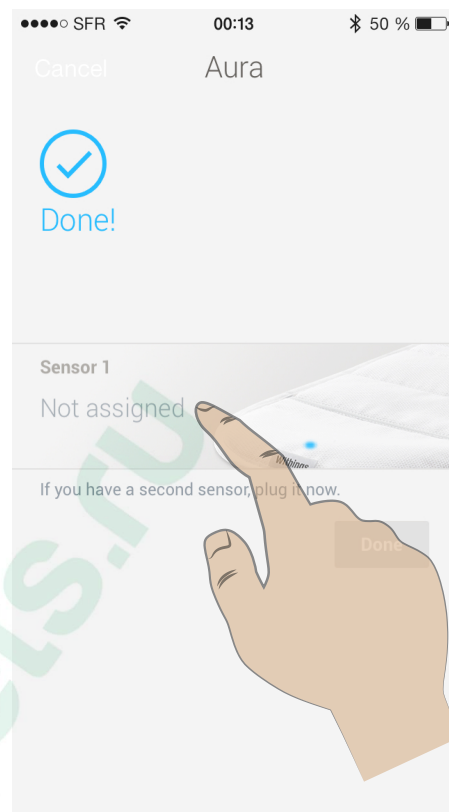 SFR 00:13 50 %
Cancel Aura
Done!
Sensor 1
Not assigned
Withings
If you have a second sensor, plug it now.
Done